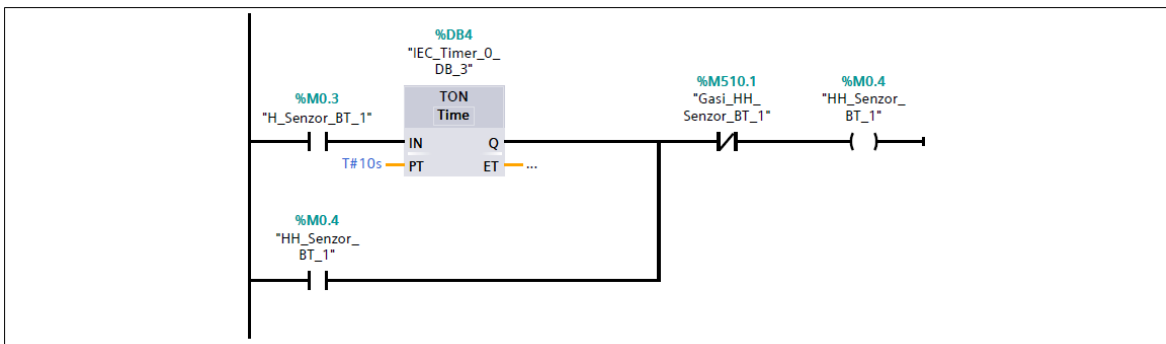 %DB4
"IEC_Timer_0_
DB_3"
TON
Time
%M0.3
"H_Senzor_BT_1"
IN
Q
T#10s
PT
ET
...
%M510.1
"Gasi_HH_
Senzor_BT_1"
%M0.4
"HH_Senzor_
BT_1"
%M0.4
"HH_Senzor_
BT_1"